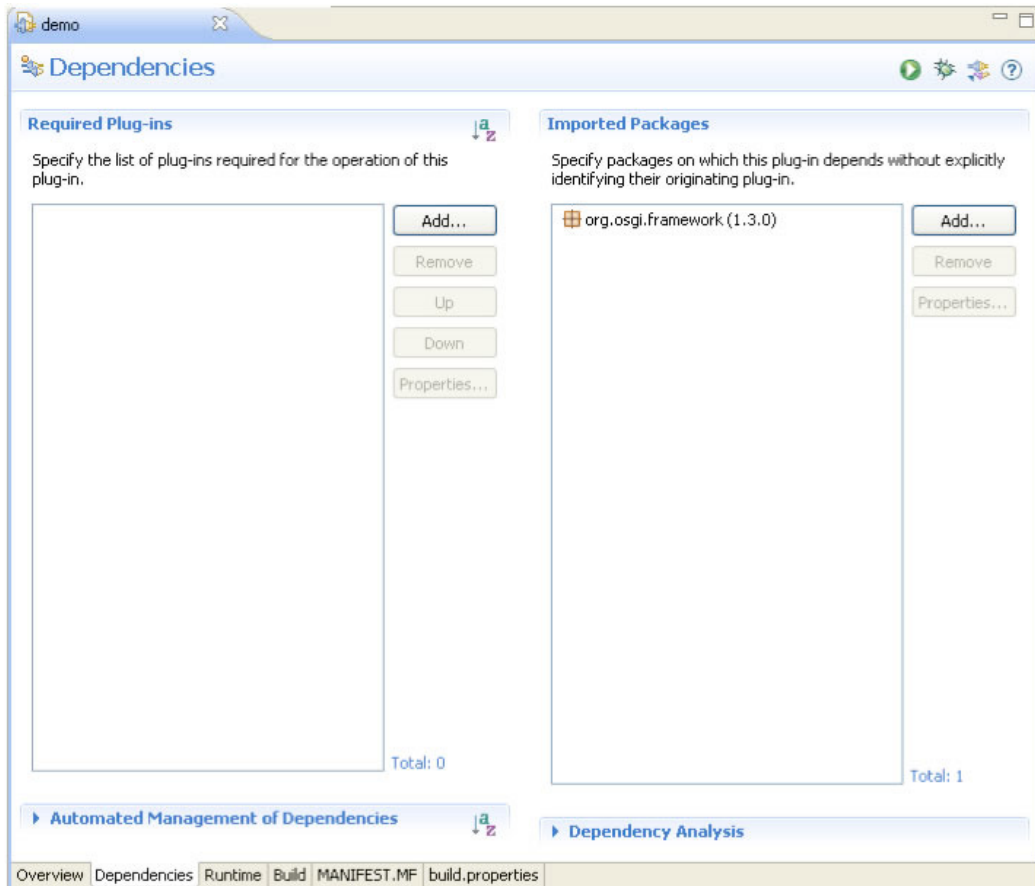 demo
Dependencies
Required Plug-ins
Specify the list of plug-ins required for the operation of this
plug-in.
Add...
Remove
Up
Down
Properties...
Total: 0
Automated Management of Dependencies
Imported Packages
Specify packages on which this plug-in depends without explicitly
identifying their originating plug-in.
org.osgi.framework (1.3.0)
Add...
Remove
Properties...
Total: 1
Dependency Analysis
Overview Dependencies Runtime Build MANIFEST.MF build.properties